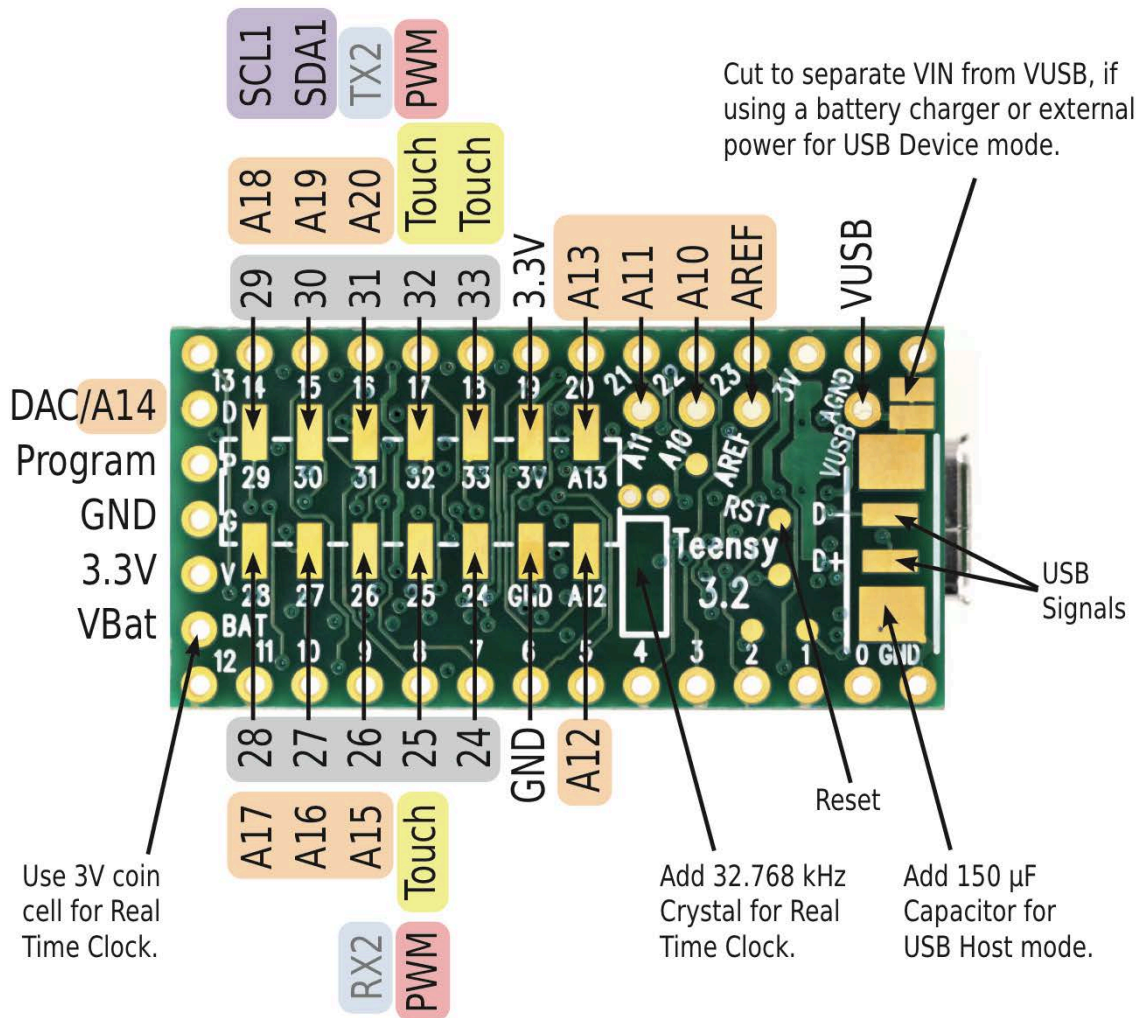 SCL1 SDA1 TX2 PWM
Cut to separate VIN from VUSB, if
using a battery charger or external
power for USB Device mode.
A18 A19 A20 Touch Touch
29 30 31 32 33 3.3V A13 A11 A10 AREF VUSB
13 14 15 16 17 18 19 20 21 22 23 3V AGND
DAC/A14
D
Program
P
29 30 31 32 33 3V A13 A11 A10 AREF VUSB
GND
G
RST
D-
Teensy
3.2
D+
3.3V
V
28 27 26 25 24 GND A12
USB
Signals
VBat
BAT
12 11 10 9 8 7 6 5 4 3 2 1 0 GND
28 27 26 25 24 GND A12
Reset
A17 A16 A15 Touch
RX2 PWM
Use 3V coin
cell for Real
Time Clock.
Add 32.768 kHz
Crystal for Real
Time Clock.
Add 150 µF
Capacitor for
USB Host mode.